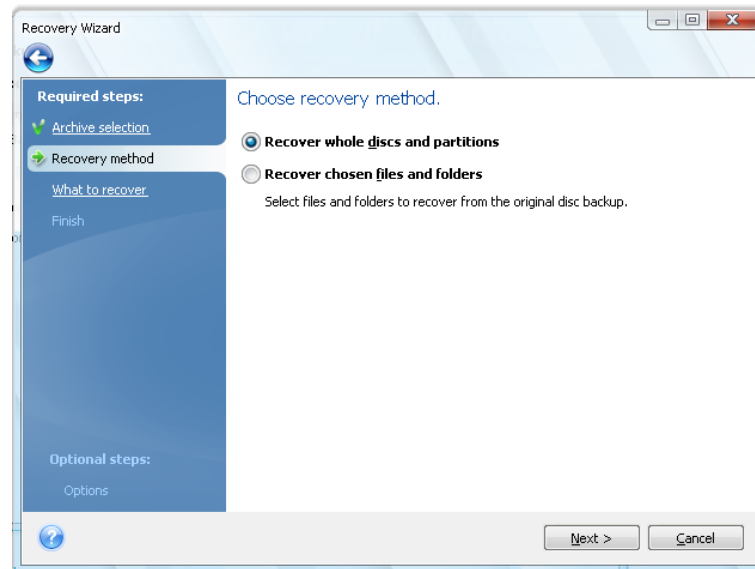 Recovery Wizard
Required steps:
Archive selection
Recovery method
What to recover
Finish
Optional steps:
Options
Choose recovery method.
Recover whole discs and partitions
Recover chosen files and folders
Select files and folders to recover from the original disc backup.
?
Next >
Cancel